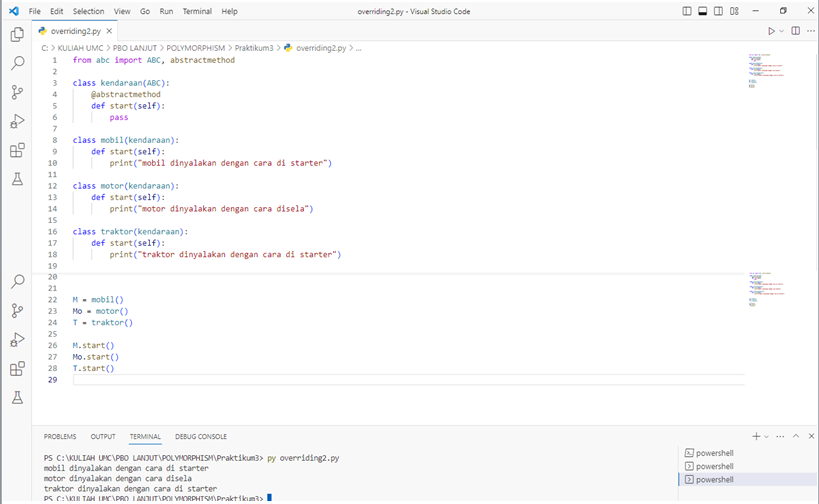 File Edit Selection View Go Run Terminal Help overriding2.py - Visual Studio Code
overriding2.py
C: > KULIAH UMC > PBO LANJUT > POLYMORPHISM > Praktikum3 > overriding2.py > ...
1 from abc import ABC, abstractmethod
2
3 class kendaraan(ABC):
4 @abstractmethod
5 def start(self):
6 pass
7
8 class mobil(kendaraan):
9 def start(self):
10 print("mobil dinyalakan dengan cara di starter")
11
12 class motor(kendaraan):
13 def start(self):
14 print("motor dinyalakan dengan cara disela")
15
16 class traktor(kendaraan):
17 def start(self):
18 print("traktor dinyalakan dengan cara di starter")
19
20
21
22 M = mobil()
23 Mo = motor()
24 T = traktor()
25
26 M.start()
27 Mo.start()
28 T.start()
29
PROBLEMS OUTPUT TERMINAL DEBUG CONSOLE
PS C:\KULIAH UMC\PBO LANJUT\POLYMORPHISM\Praktikum3> py overriding2.py
mobil dinyalakan dengan cara di starter
motor dinyalakan dengan cara disela
traktor dinyalakan dengan cara di starter
PS C:\KULIAH UMC\PBO LANJUT\POLYMORPHISM\Praktikum3>
powershell
powershell
powershell